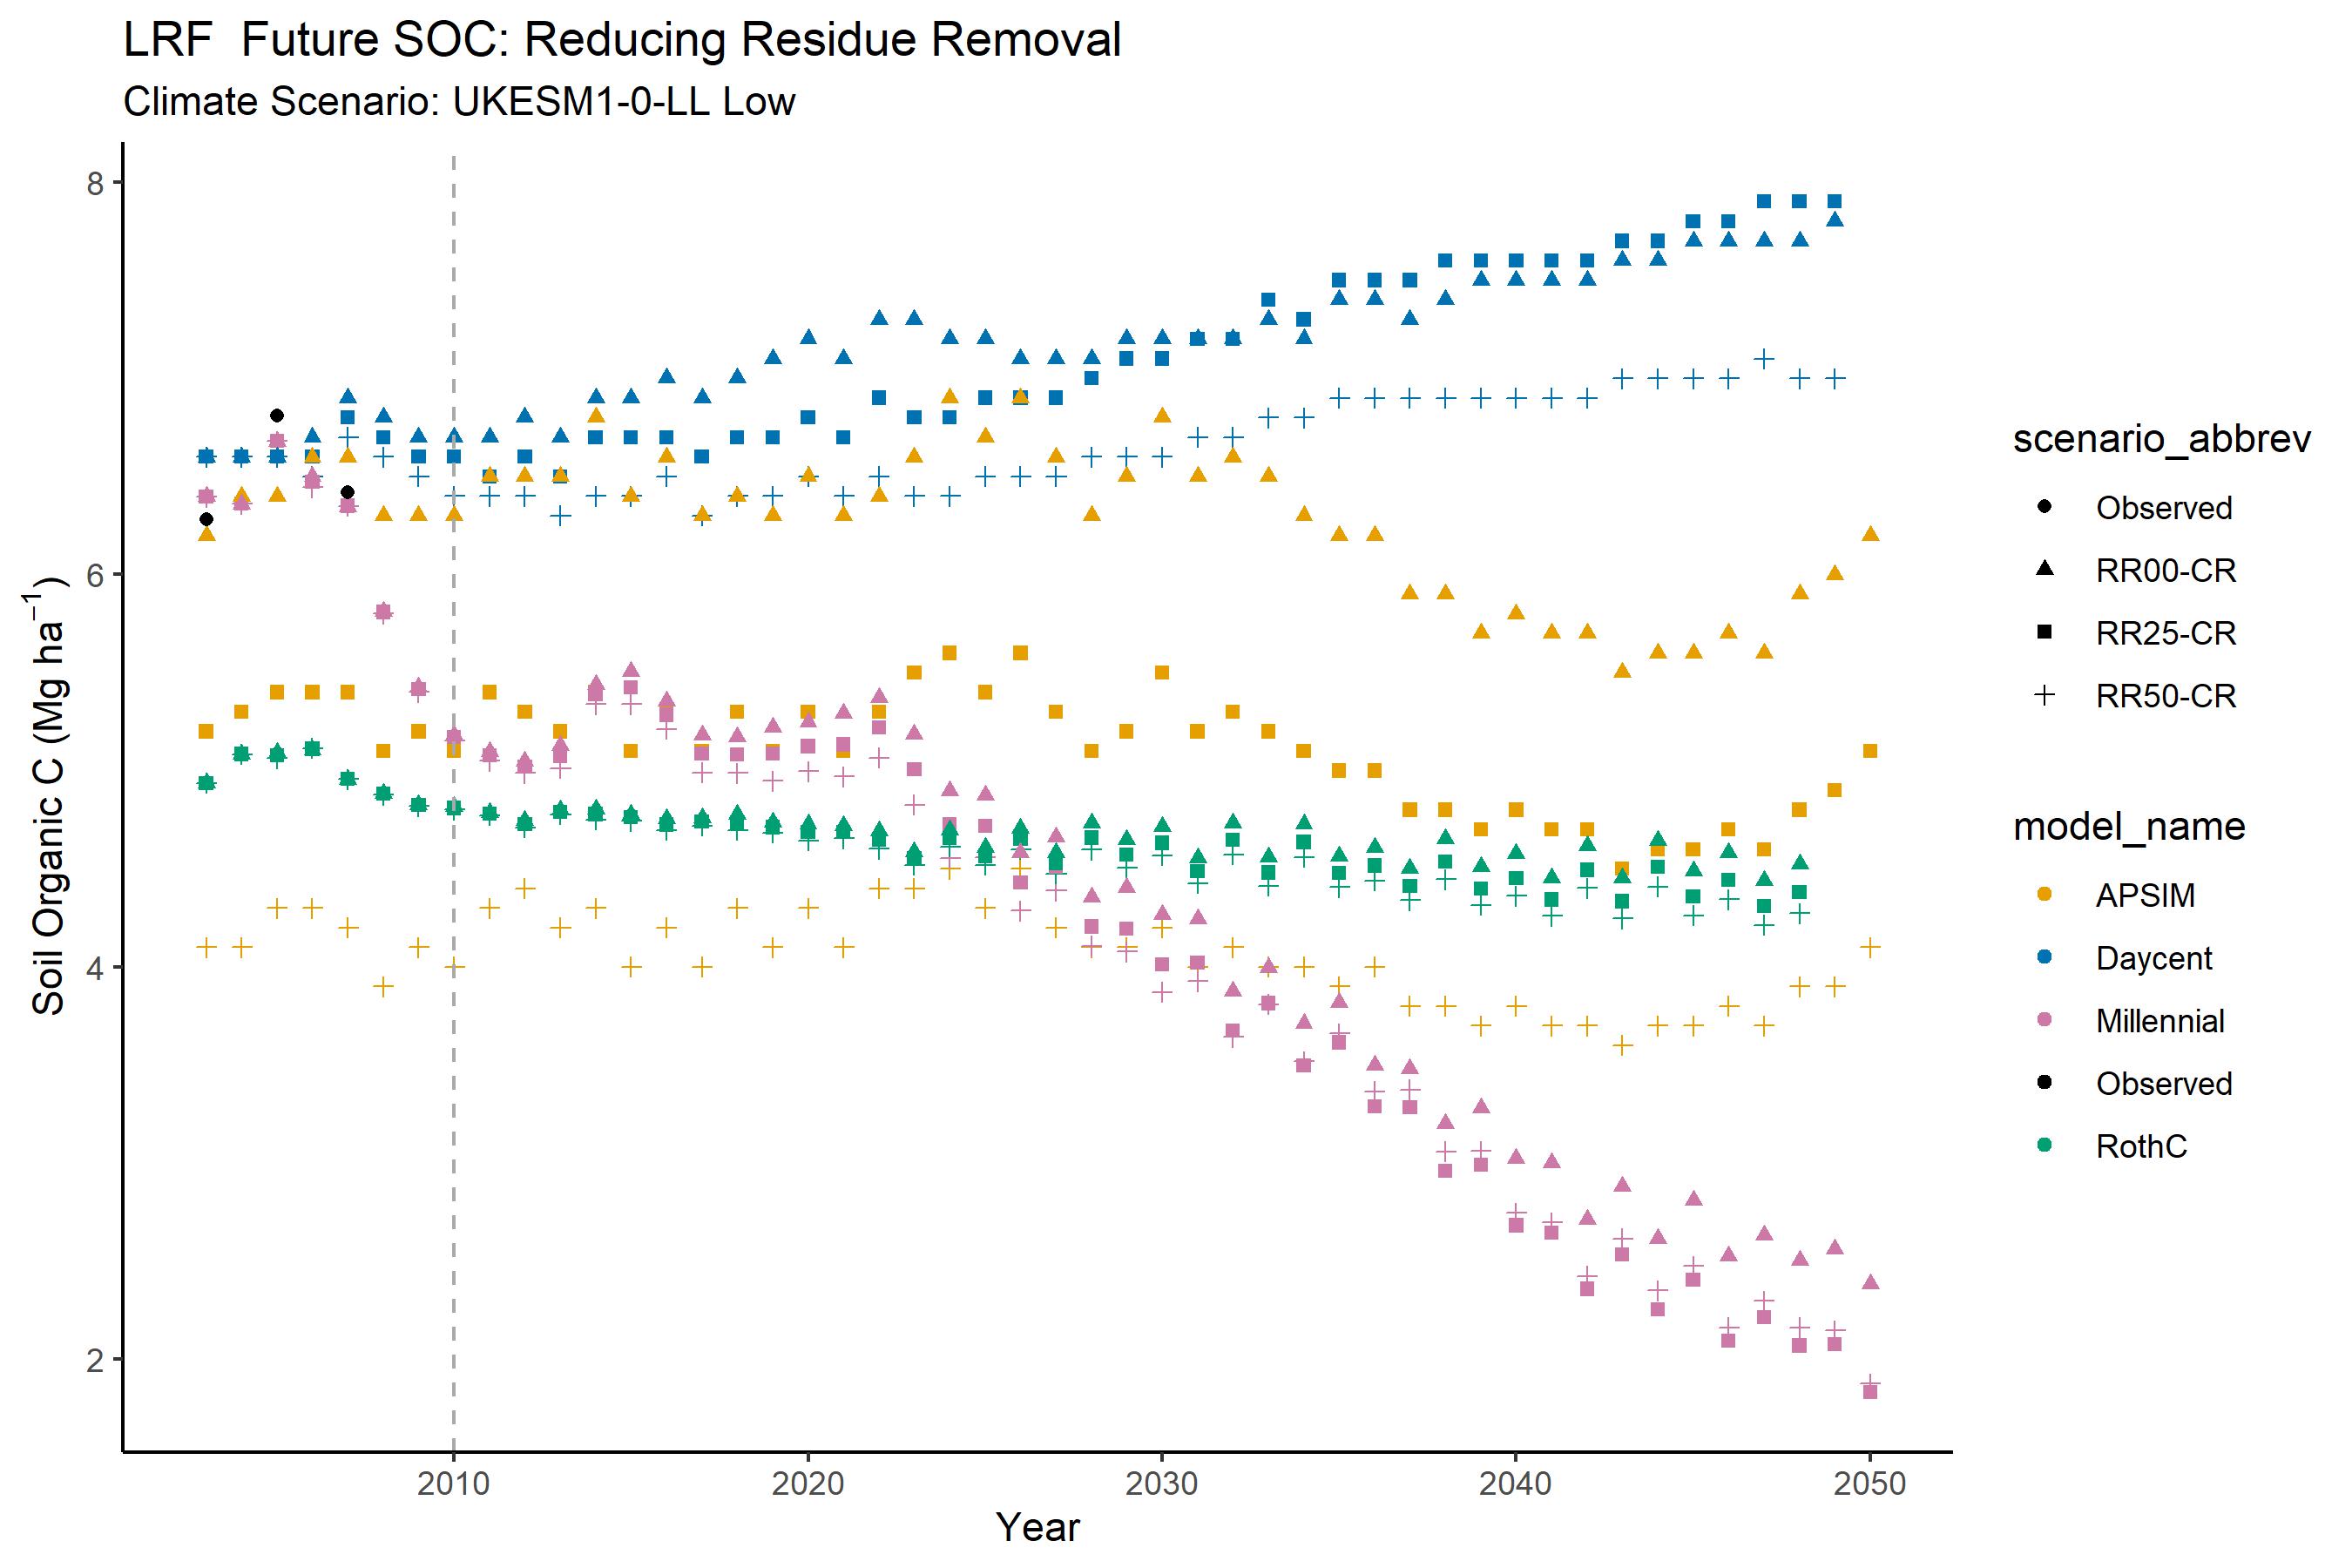 LRF  Future SOC: Reducing Residue Removal
Climate Scenario: UKESM1-0-LL Low
Soil Organic C (Mg ha⁻¹)
8
6
4
2
2010
2020
2030
2040
2050
Year
scenario_abbrev
Observed
RR00-CR
RR25-CR
RR50-CR
model_name
APSIM
Daycent
Millennial
Observed
RothC